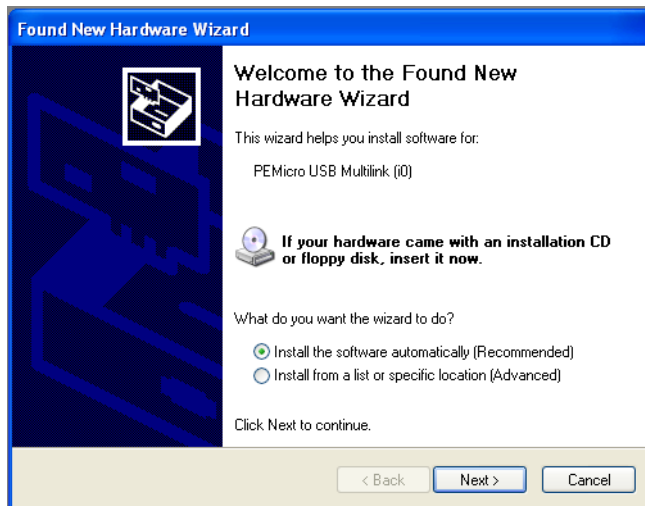 Found New Hardware Wizard
Welcome to the Found New
Hardware Wizard
This wizard helps you install software for:
PEMicro USB Multilink (i0)
If your hardware came with an installation CD
or floppy disk, insert it now.
What do you want the wizard to do?
Install the software automatically (Recommended)
Install from a list or specific location (Advanced)
Click Next to continue.
< Back
Next >
Cancel